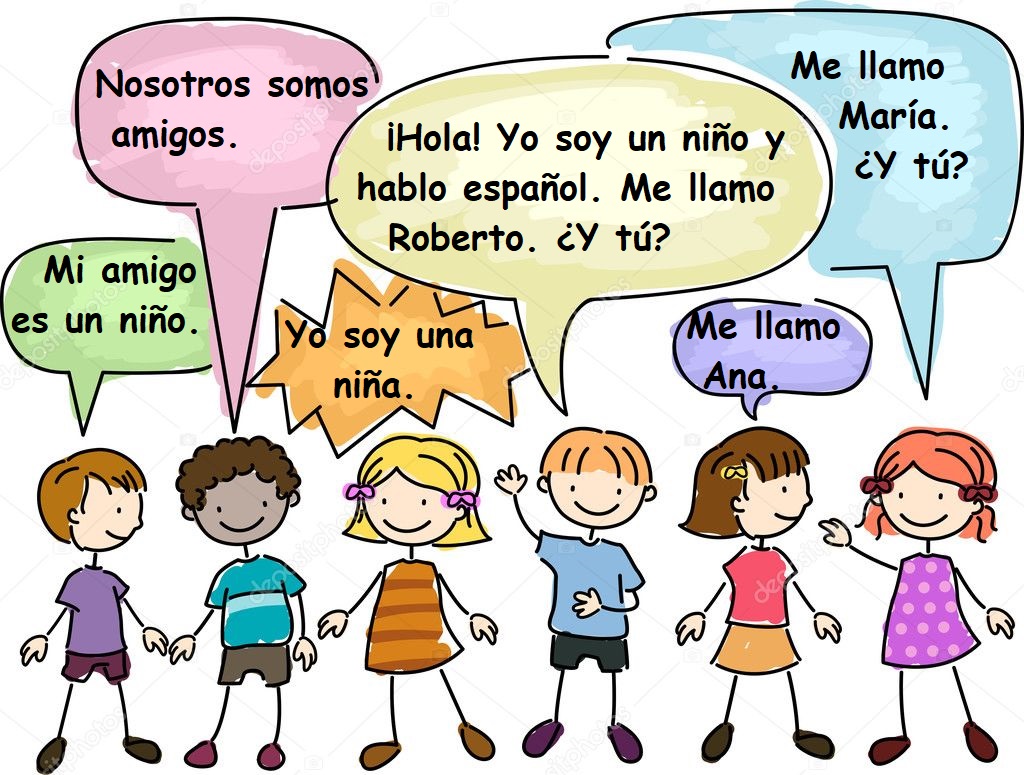 Nosotros somos
amigos.
Me llamo
María.
¿Y tú?
¡Hola! Yo soy un niño y
hablo español. Me llamo
Roberto. ¿Y tú?
Mi amigo
es un niño.
Yo soy una
niña.
Me llamo
Ana.
depositphotos